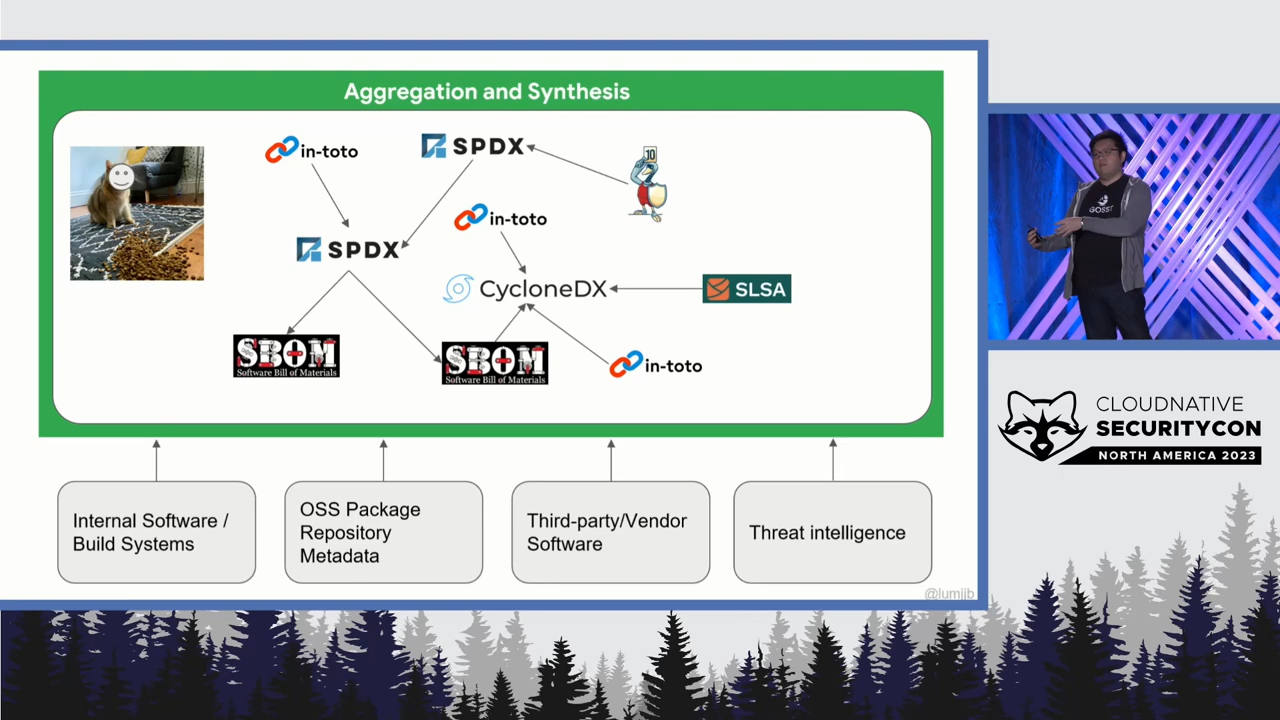 Aggregation and Synthesis
in-toto
SPDX
10
in-toto
SPDX
CycloneDX
SLSA
SBOM
Software Bill of Materials
SBOM
Software Bill of Materials
in-toto
Internal Software /
Build Systems
OSS Package
Repository
Metadata
Third-party/Vendor
Software
Threat intelligence
@lumjjb
CLOUDNATIVE
SECURITYCON
NORTH AMERICA 2023